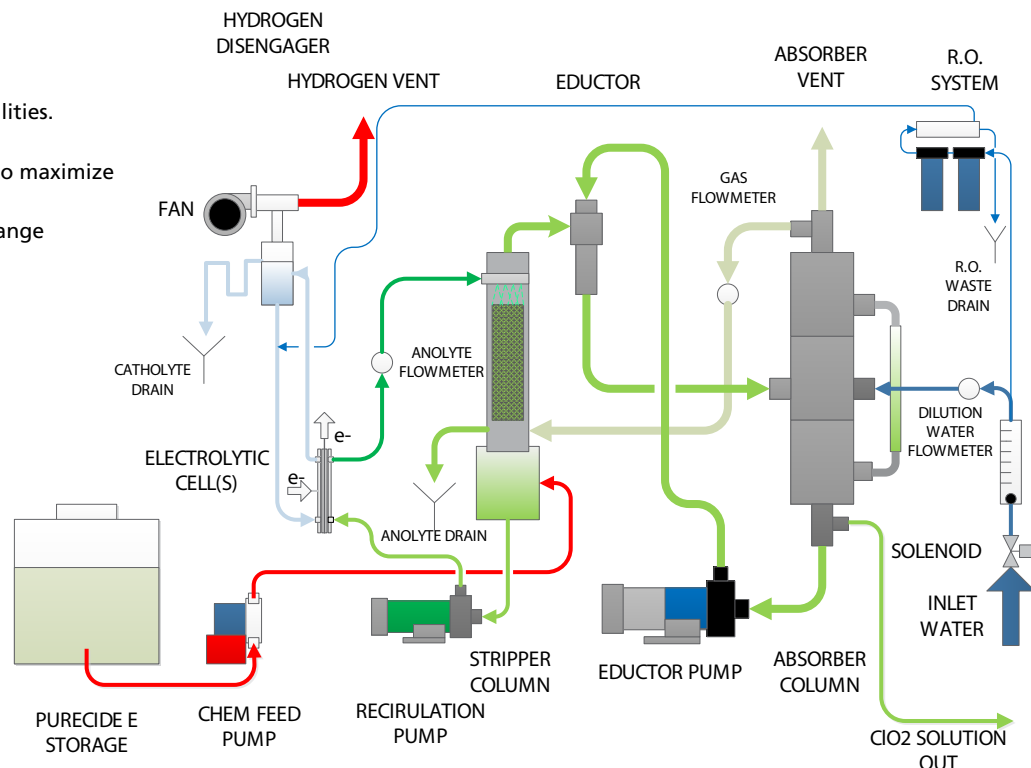 HYDROGEN
DISENGAGER
HYDROGEN VENT
EDUCTOR
ABSORBER
VENT
R.O.
SYSTEM
lities.
o maximize
ange
FAN
GAS
FLOWMETER
R.O.
WASTE
DRAIN
CATHOLYTE
DRAIN
ANOLYTE
FLOWMETER
DILUTION
WATER
FLOWMETER
e-
ELECTROLYTIC
CELL(S)
e-
ANOLYTE DRAIN
SOLENOID
INLET
WATER
STRIPPER
COLUMN
EDUCTOR PUMP
ABSORBER
COLUMN
PURECIDE E
STORAGE
CHEM FEED
PUMP
RECIRULATION
PUMP
ClO2 SOLUTION
OUT